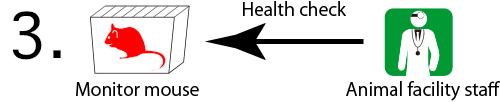 3.
Health check
Monitor mouse
Animal facility staff